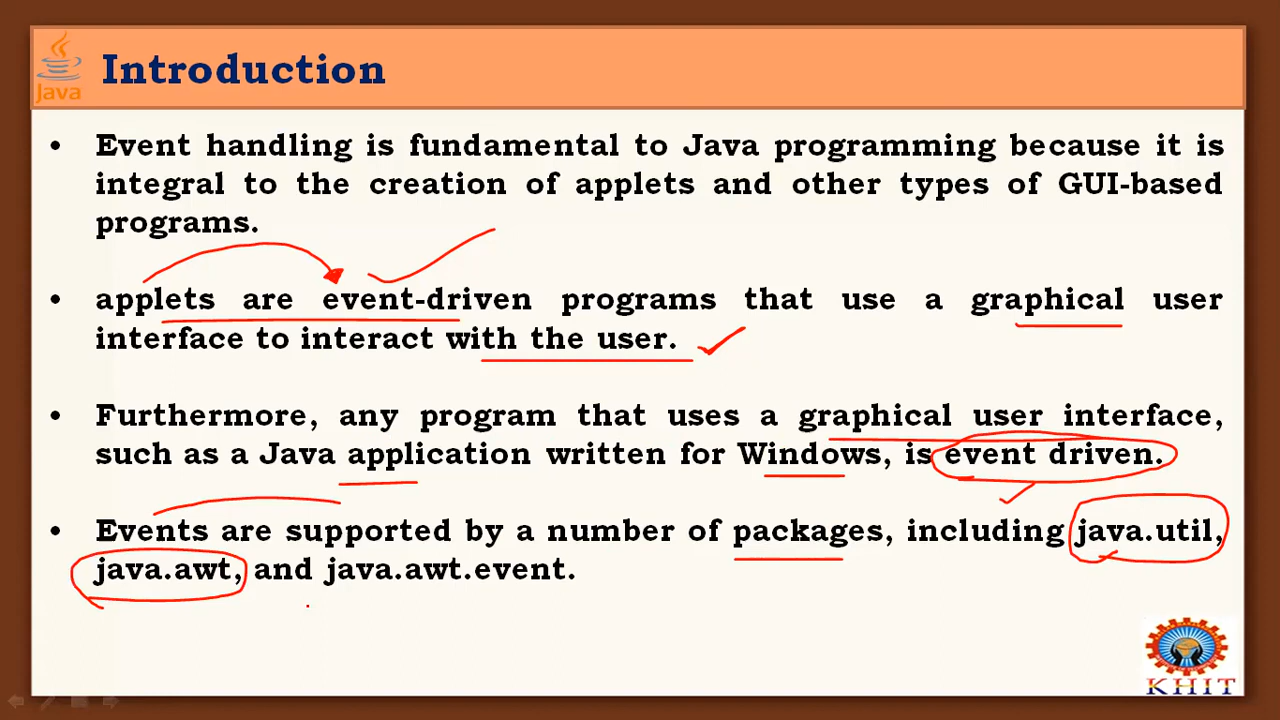 Java
Introduction
• Event handling is fundamental to Java programming because it is
integral to the creation of applets and other types of GUI-based
programs.
• applets are event-driven programs that use a graphical user
interface to interact with the user.
• Furthermore, any program that uses a graphical user interface,
such as a Java application written for Windows, is event driven.
• Events are supported by a number of packages, including java.util,
java.awt, and java.awt.event.
KHIT